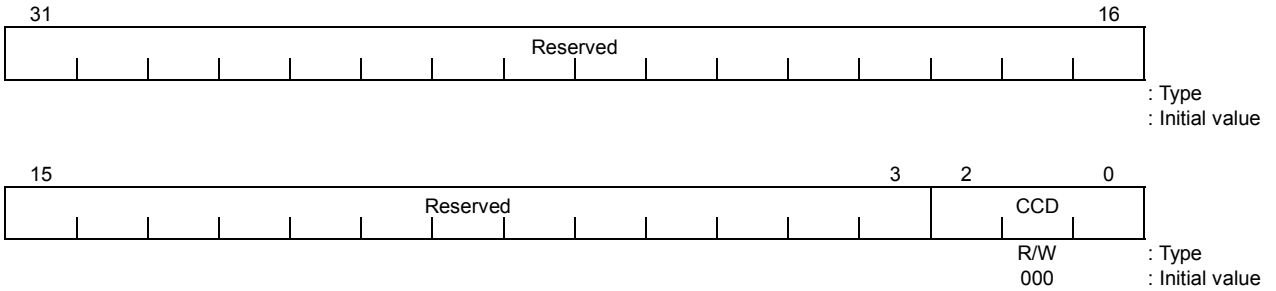 31 16
Reserved
: Type
: Initial value
15 3 2 0
Reserved CCD
R/W : Type
000 : Initial value